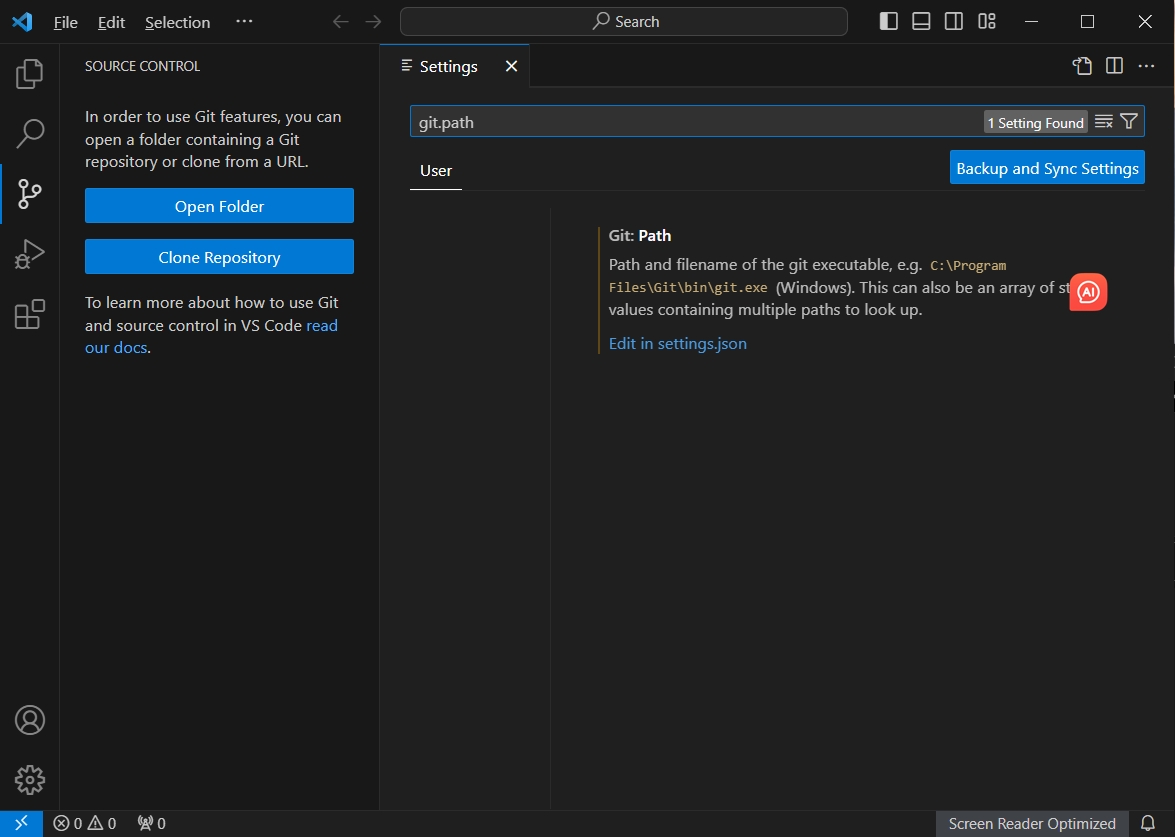 File Edit Selection ··· Search
SOURCE CONTROL
In order to use Git features, you can
open a folder containing a Git
repository or clone from a URL.
Open Folder
Clone Repository
To learn more about how to use Git
and source control in VS Code read
our docs.
Settings
git.path 1 Setting Found
User Backup and Sync Settings
Git: Path
Path and filename of the git executable, e.g. C:\Program
Files\Git\bin\git.exe (Windows). This can also be an array of st
values containing multiple paths to look up.
Edit in settings.json
AI
0 0 0 Screen Reader Optimized